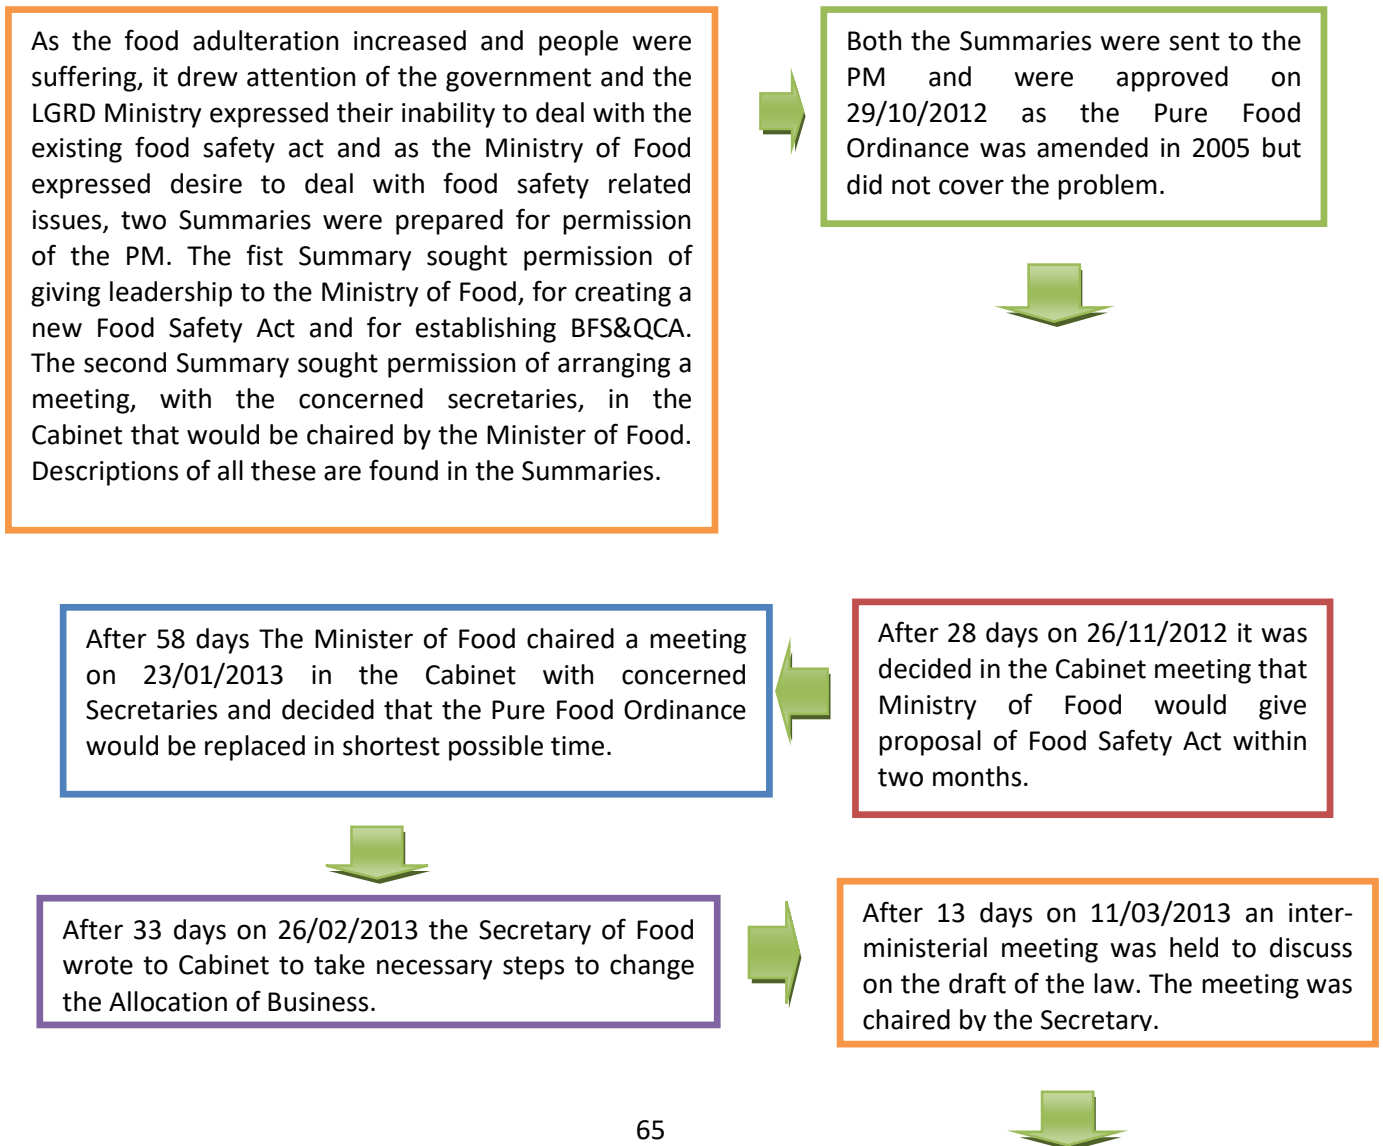 As the food adulteration increased and people were
suffering, it drew attention of the government and the
LGRD Ministry expressed their inability to deal with the
existing food safety act and as the Ministry of Food
expressed desire to deal with food safety related
issues, two Summaries were prepared for permission
of the PM. The fist Summary sought permission of
giving leadership to the Ministry of Food, for creating a
new Food Safety Act and for establishing BFS&QCA.
The second Summary sought permission of arranging a
meeting, with the concerned secretaries, in the
Cabinet that would be chaired by the Minister of Food.
Descriptions of all these are found in the Summaries.
Both the Summaries were sent to the
PM and were approved on
29/10/2012 as the Pure Food
Ordinance was amended in 2005 but
did not cover the problem.
After 28 days on 26/11/2012 it was
decided in the Cabinet meeting that
Ministry of Food would give
proposal of Food Safety Act within
two months.
After 58 days The Minister of Food chaired a meeting
on 23/01/2013 in the Cabinet with concerned
Secretaries and decided that the Pure Food Ordinance
would be replaced in shortest possible time.
After 33 days on 26/02/2013 the Secretary of Food
wrote to Cabinet to take necessary steps to change
the Allocation of Business.
After 13 days on 11/03/2013 an inter-
ministerial meeting was held to discuss
on the draft of the law. The meeting was
chaired by the Secretary.
65